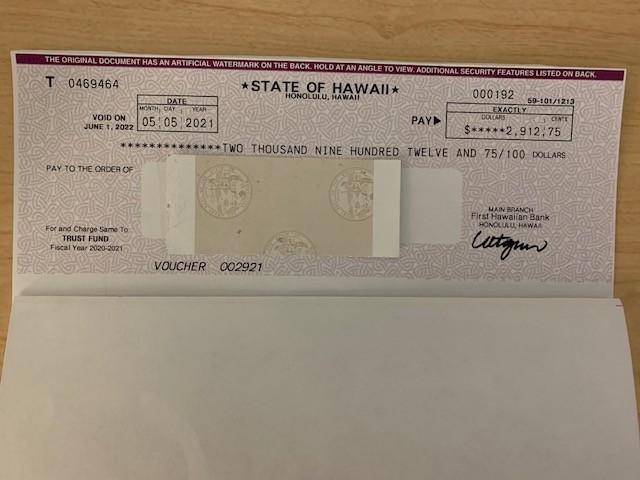 THE ORIGINAL DOCUMENT HAS AN ARTIFICIAL WATERMARK ON THE BACK. HOLD AT AN ANGLE TO VIEW. ADDITIONAL SECURITY FEATURES LISTED ON BACK.
T 0469464
★STATE OF HAWAII★
HONOLULU, HAWAII
000192
59-101/1213
VOID ON
JUNE 1, 2022
DATE
MONTH DAY YEAR
05 05 2021
PAY▶
EXACTLY
DOLLARS CENTS
$*****2,912.75
**************TWO THOUSAND NINE HUNDRED TWELVE AND 75/100 DOLLARS
PAY TO THE ORDER OF
For and Charge Same To
TRUST FUND
Fiscal Year 2020-2021
MAIN BRANCH
First Hawaiian Bank
HONOLULU, HAWAII
VOUCHER 002921